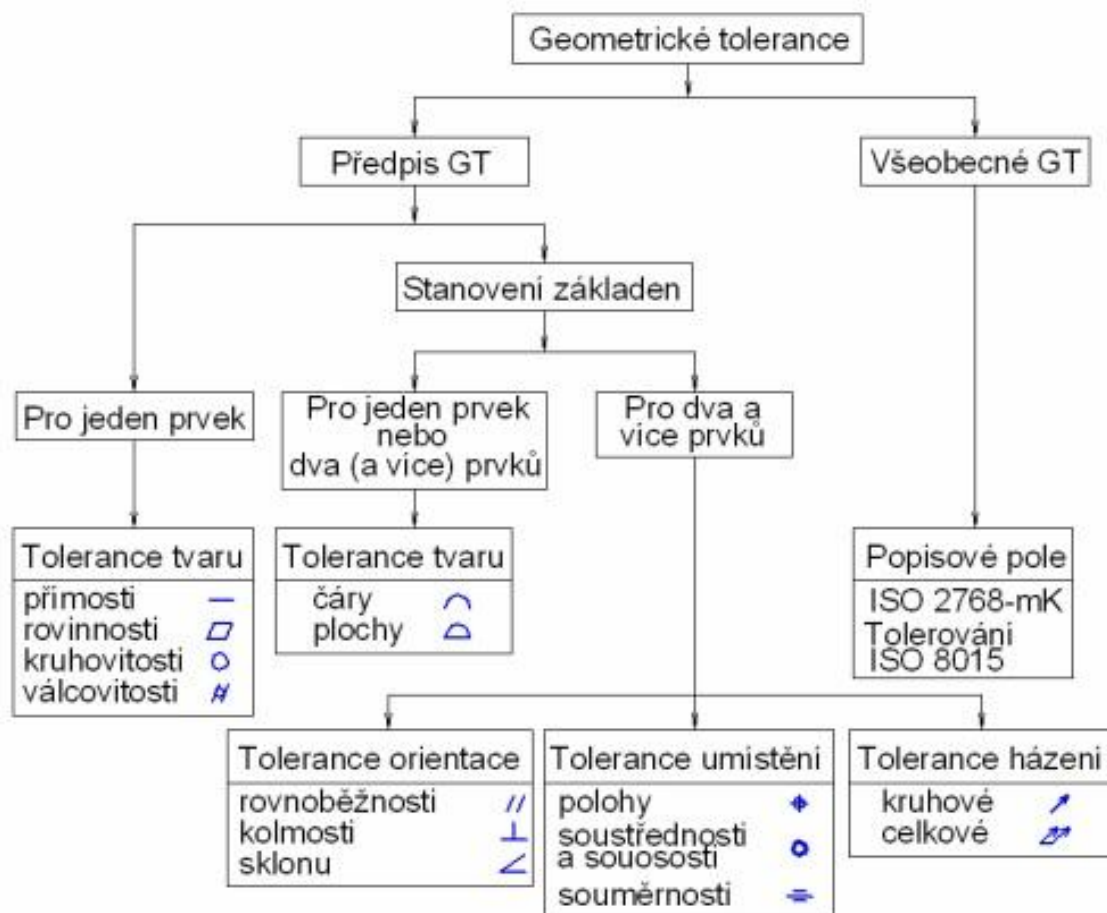 Geometrické tolerance
Předpis GT
Všeobecné GT
Stanovení základen
Pro jeden prvek
Pro jeden prvek
nebo
dva (a více) prvků
Pro dva a
více prvků
Tolerance tvaru
přímosti
rovinnosti
kruhovitosti
válcovitosti
Tolerance tvaru
čáry
plochy
Popisové pole
ISO 2768-mK
Tolerování
ISO 8015
Tolerance orientace
rovnoběžnosti
kolmosti
sklonu
Tolerance umístění
polohy
soustřednosti
a souososti
souměrnosti
Tolerance házení
kruhové
celkové